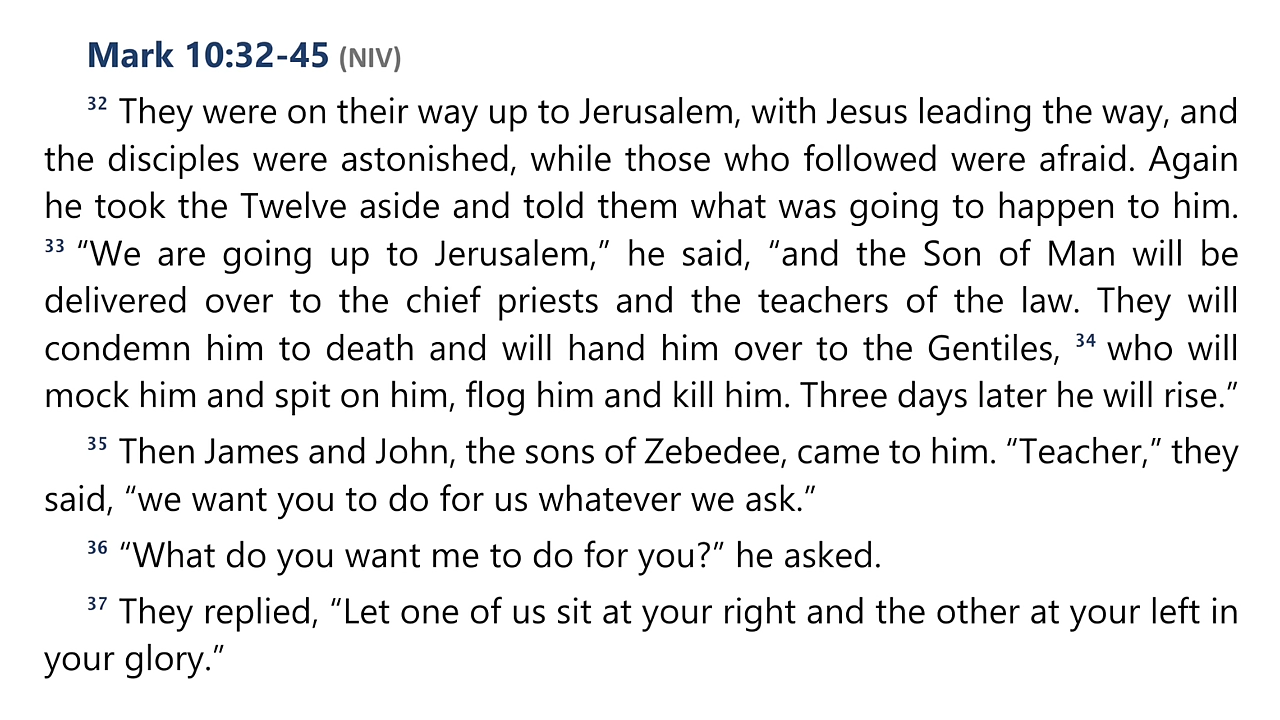 Mark 10:32-45 (NIV)
32 They were on their way up to Jerusalem, with Jesus leading the way, and
the disciples were astonished, while those who followed were afraid. Again
he took the Twelve aside and told them what was going to happen to him.
33 “We are going up to Jerusalem,” he said, “and the Son of Man will be
delivered over to the chief priests and the teachers of the law. They will
condemn him to death and will hand him over to the Gentiles, 34 who will
mock him and spit on him, flog him and kill him. Three days later he will rise.”
35 Then James and John, the sons of Zebedee, came to him. “Teacher,” they
said, “we want you to do for us whatever we ask.”
36 “What do you want me to do for you?” he asked.
37 They replied, “Let one of us sit at your right and the other at your left in
your glory.”